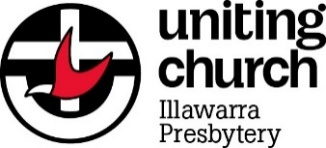 uniting
church
Illawarra
Presbytery